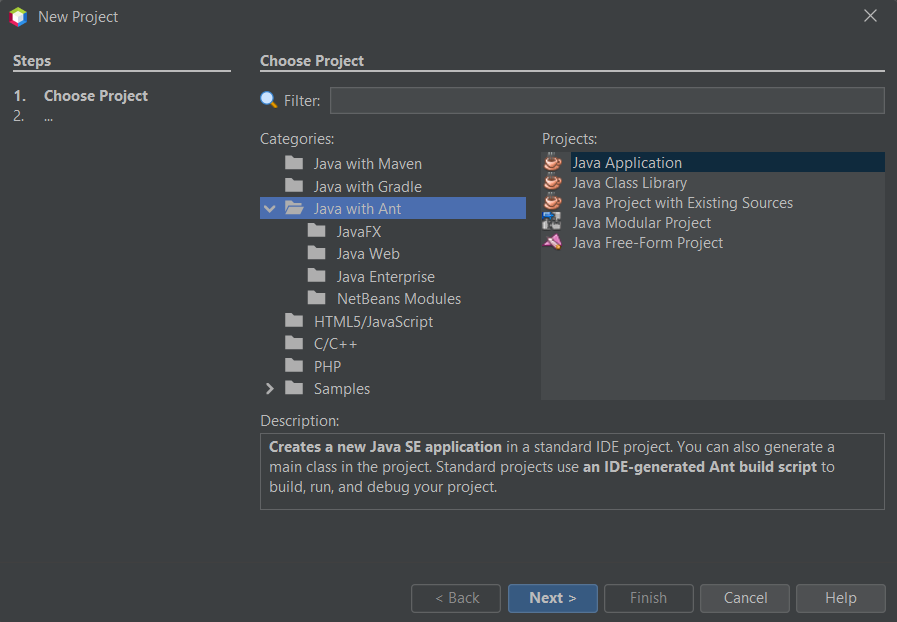 New Project
Steps
1. Choose Project
2. ...
Choose Project
Filter:
Categories:
Java with Maven
Java with Gradle
Java with Ant
JavaFX
Java Web
Java Enterprise
NetBeans Modules
HTML5/JavaScript
C/C++
PHP
Samples
Projects:
Java Application
Java Class Library
Java Project with Existing Sources
Java Modular Project
Java Free-Form Project
Description:
Creates a new Java SE application in a standard IDE project. You can also generate a
main class in the project. Standard projects use an IDE-generated Ant build script to
build, run, and debug your project.
< Back
Next >
Finish
Cancel
Help